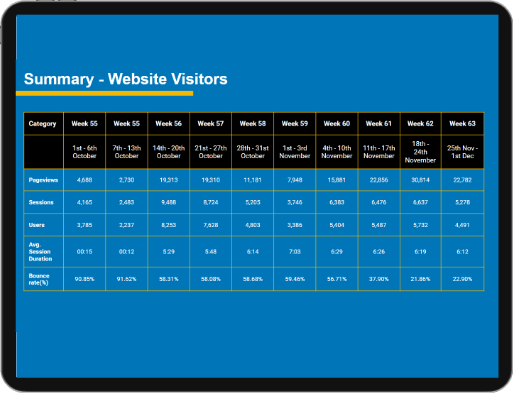 Summary - Website Visitors
Category Week 55 Week 55 Week 56 Week 57 Week 58 Week 59 Week 60 Week 61 Week 62 Week 63
1st - 6th October 7th - 13th October 14th - 20th October 21st - 27th October 28th - 31st October 1st - 3rd November 4th - 10th November 11th - 17th November 18th - 24th November 25th Nov - 1st Dec
Pageviews 4,688 2,730 19,313 19,310 11,181 7,948 15,881 22,856 30,814 22,782
Sessions 4,165 2,483 9,488 8,724 5,205 3,746 6,383 6,476 6,637 5,278
Users 3,785 2,237 8,253 7,628 4,803 3,386 5,404 5,487 5,732 4,491
Avg. Session Duration 00:15 00:12 5:29 5:48 6:14 7:03 6:29 6:26 6:19 6:12
Bounce rate(%) 90.85% 91.62% 58.31% 58.08% 58.68% 59.46% 56.71% 37.90% 21.86% 22.90%